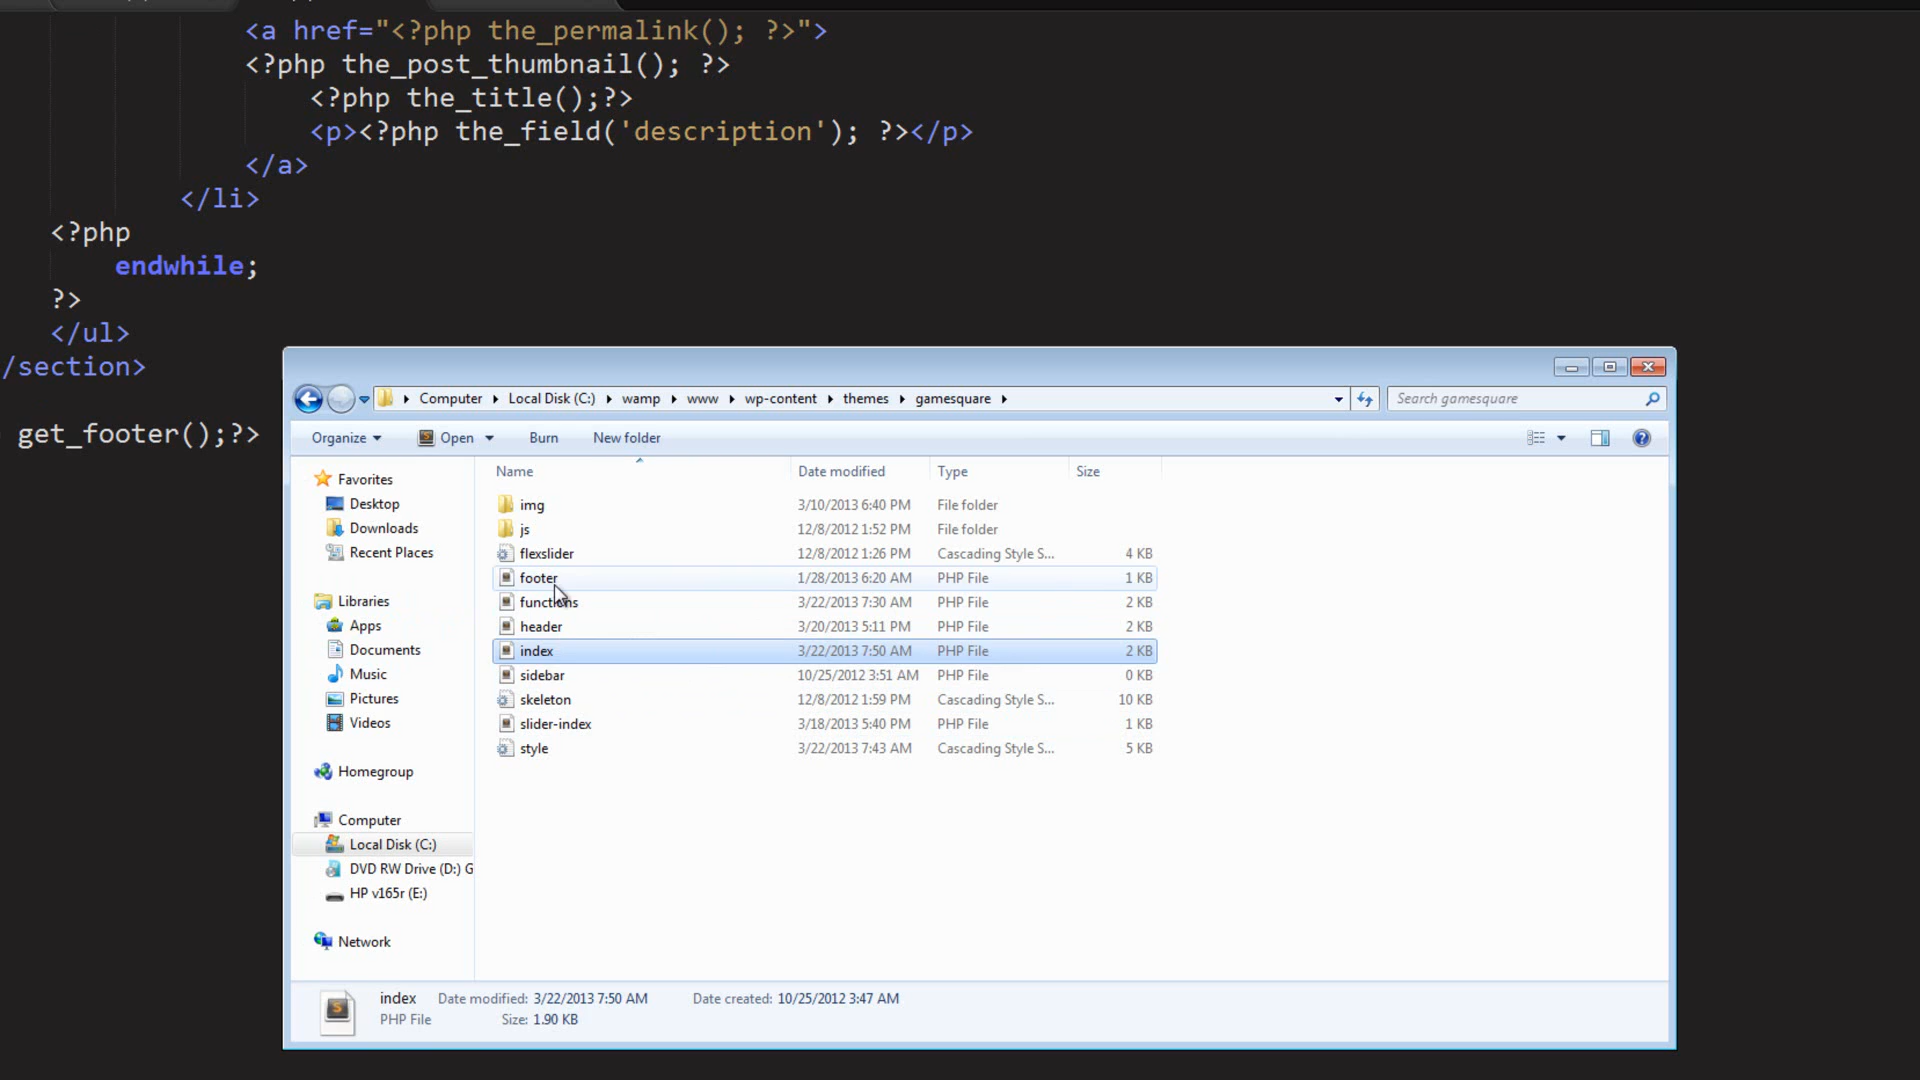 <a href="<?php the_permalink(); ?>">
<?php the_post_thumbnail(); ?>
<?php the_title();?>
<p><?php the_field('description'); ?></p>
</a>
</li>
<?php
endwhile;
?>
</ul>
/section>
get_footer();?>
Computer Local Disk (C:) wamp www wp-content themes gamesquare
Search gamesquare
Organize Open Burn New folder
Name Date modified Type Size
img 3/10/2013 6:40 PM File folder
js 12/8/2012 1:52 PM File folder
flexslider 12/8/2012 1:26 PM Cascading Style S... 4 KB
footer 1/28/2013 6:20 AM PHP File 1 KB
functions 3/22/2013 7:30 AM PHP File 2 KB
header 3/20/2013 5:11 PM PHP File 2 KB
index 3/22/2013 7:50 AM PHP File 2 KB
sidebar 10/25/2012 3:51 AM PHP File 0 KB
skeleton 12/8/2012 1:59 PM Cascading Style S... 10 KB
slider-index 3/18/2013 5:40 PM PHP File 1 KB
style 3/22/2013 7:43 AM Cascading Style S... 5 KB
Favorites
Desktop
Downloads
Recent Places
Libraries
Apps
Documents
Music
Pictures
Videos
Homegroup
Computer
Local Disk (C:)
DVD RW Drive (D:) G
HP v165r (E:)
Network
index Date modified: 3/22/2013 7:50 AM Date created: 10/25/2012 3:47 AM
PHP File Size: 1.90 KB